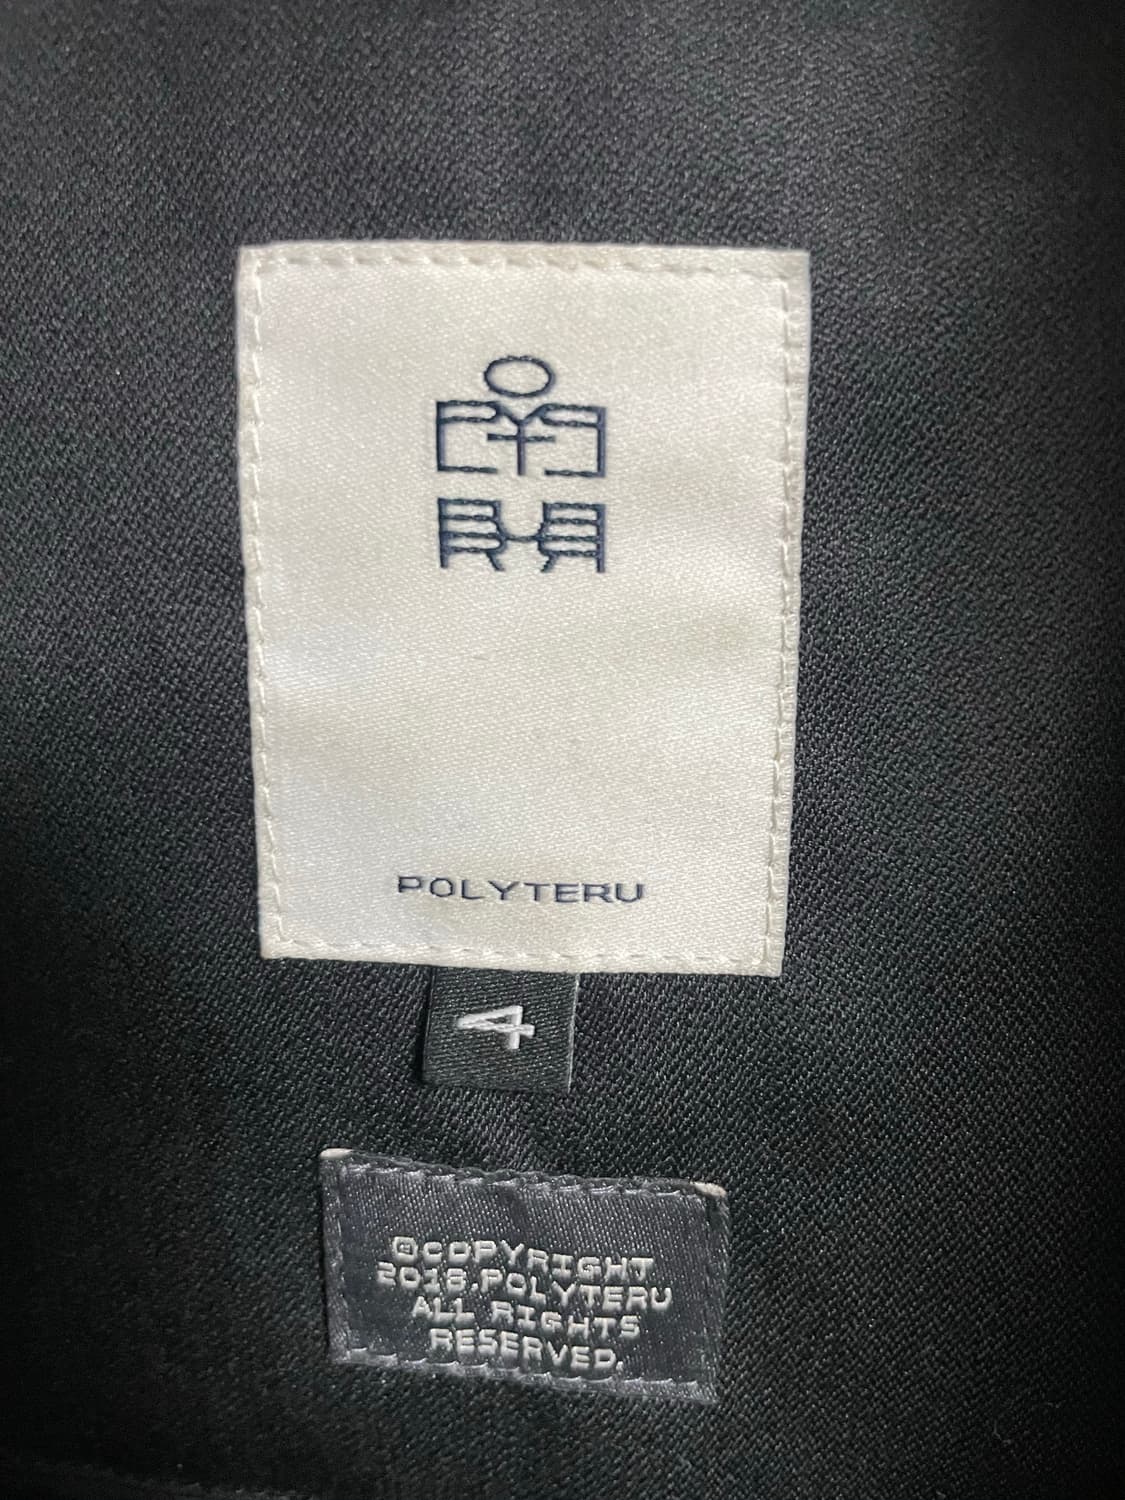 POLYTERU
4
©COPYRIGHT
2018.POLYTERU
ALL RIGHTS
RESERVED.